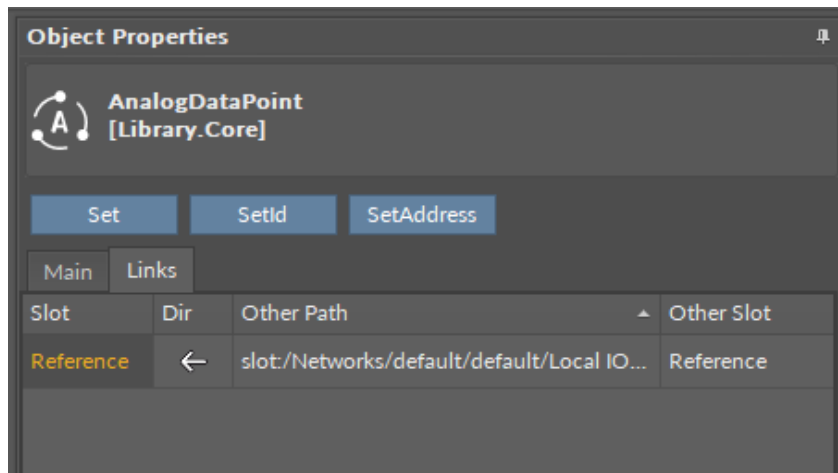 Object Properties
AnalogDataPoint
[Library.Core]
Set SetId SetAddress
Main Links
Slot Dir Other Path Other Slot
Reference slot:/Networks/default/default/Local IO... Reference